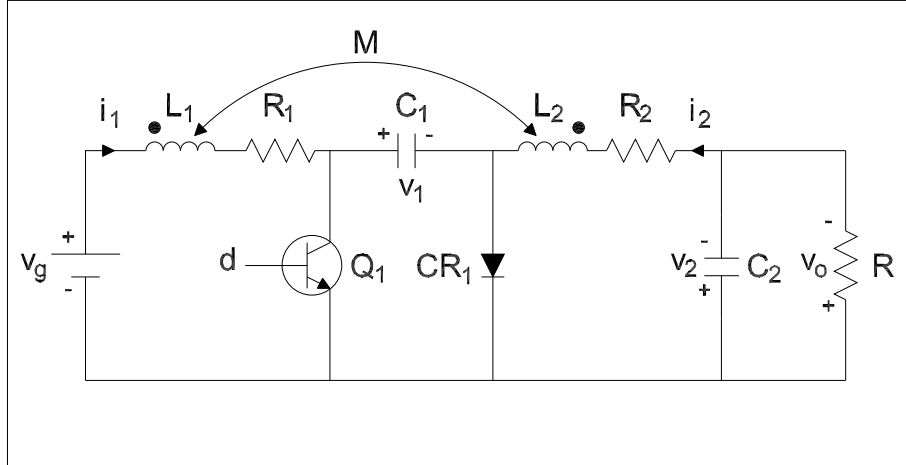 M
i1 L1 R1 C1 L2 R2 i2
+ -
v1
+ vg -
d Q1 CR1
- v2 + C2
- vo + R